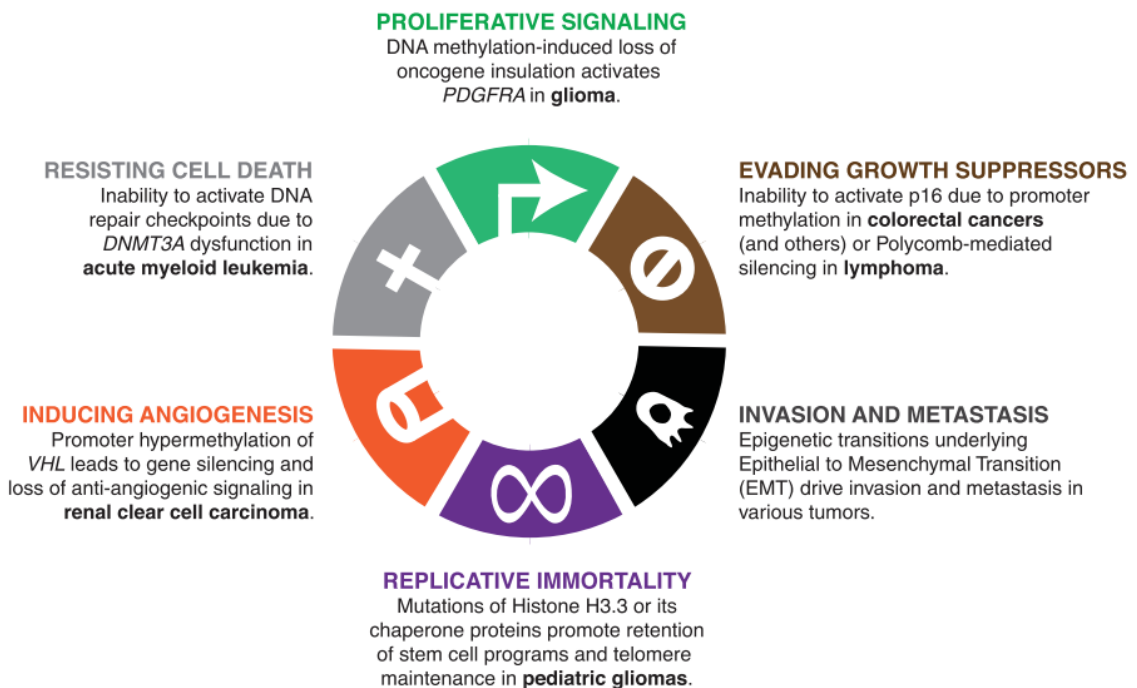 PROLIFERATIVE SIGNALING
DNA methylation-induced loss of
oncogene insulation activates
PDGFRA in glioma.
RESISTING CELL DEATH
Inability to activate DNA
repair checkpoints due to
DNMT3A dysfunction in
acute myeloid leukemia.
EVADING GROWTH SUPPRESSORS
Inability to activate p16 due to promoter
methylation in colorectal cancers
(and others) or Polycomb-mediated
silencing in lymphoma.
INDUCING ANGIOGENESIS
Promoter hypermethylation of
VHL leads to gene silencing and
loss of anti-angiogenic signaling in
renal clear cell carcinoma.
INVASION AND METASTASIS
Epigenetic transitions underlying
Epithelial to Mesenchymal Transition
(EMT) drive invasion and metastasis in
various tumors.
REPLICATIVE IMMORTALITY
Mutations of Histone H3.3 or its
chaperone proteins promote retention
of stem cell programs and telomere
maintenance in pediatric gliomas.